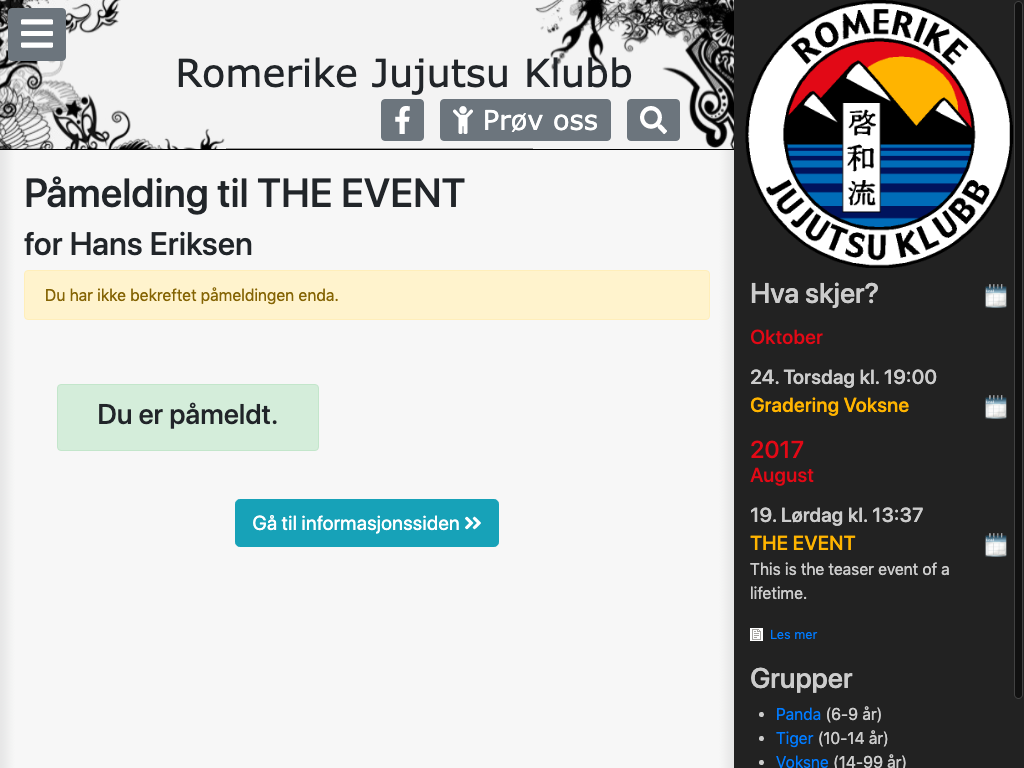 Romerike Jujutsu Klubb
Prøv oss
Påmelding til THE EVENT
for Hans Eriksen
Du har ikke bekreftet påmeldingen enda.
Du er påmeldt.
Gå til informasjonssiden »
ROMERIKE
啓和流
JUJUTSU KLUBB
Hva skjer?
Oktober
24. Torsdag kl. 19:00
Gradering Voksne
2017
August
19. Lørdag kl. 13:37
THE EVENT
This is the teaser event of a
lifetime.
Les mer
Grupper
• Panda (6-9 år)
• Tiger (10-14 år)
• Voksne (14-99 år)